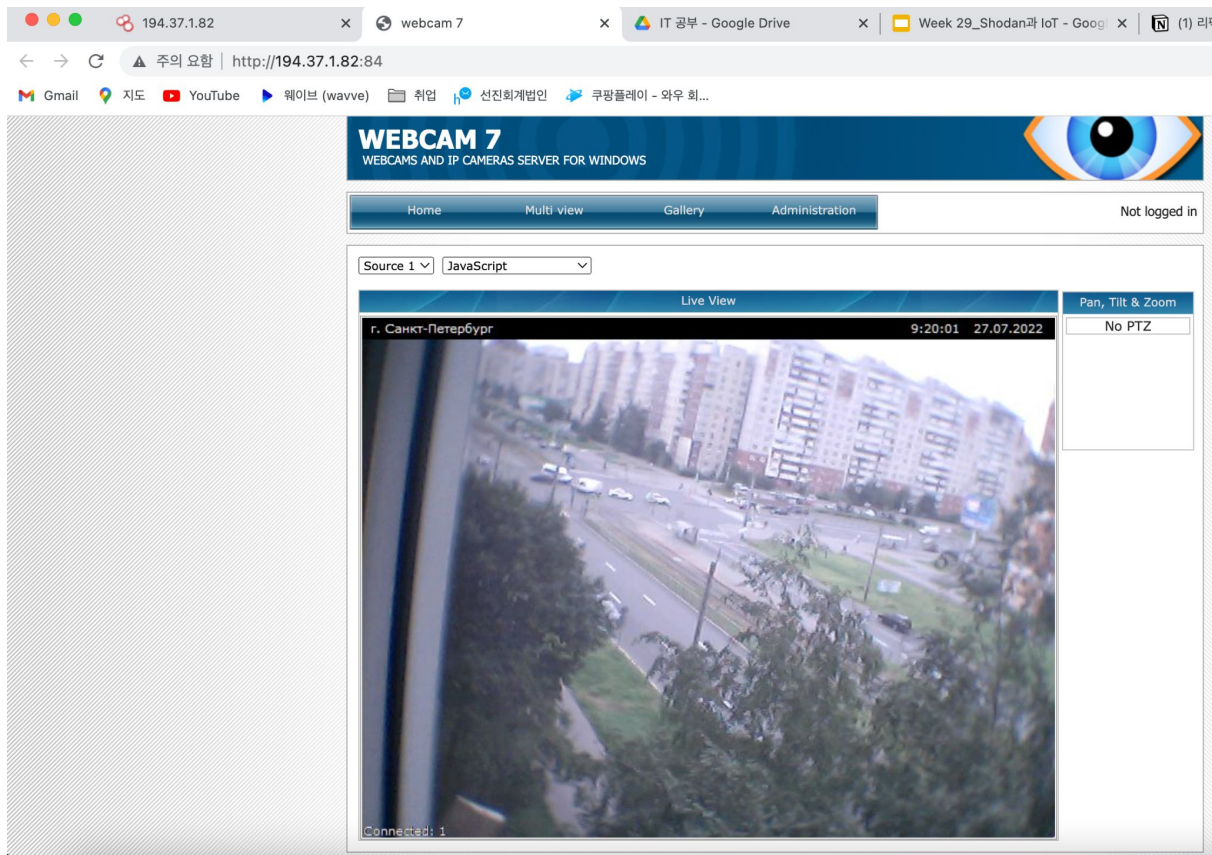 194.37.1.82
webcam 7
IT 공부 - Google Drive
Week 29_Shodan과 IoT - Goog
(1) 리
주의 요함 | http://194.37.1.82:84
Gmail 지도 YouTube 웨이브 (wavve) 취업 선진회계법인 쿠팡플레이 - 와우 회...
WEBCAM 7
WEBCAMS AND IP CAMERAS SERVER FOR WINDOWS
Home Multi view Gallery Administration Not logged in
Source 1 JavaScript
Live View
Pan, Tilt & Zoom
г. Санкт-Петербург 9:20:01 27.07.2022
No PTZ
Connected: 1